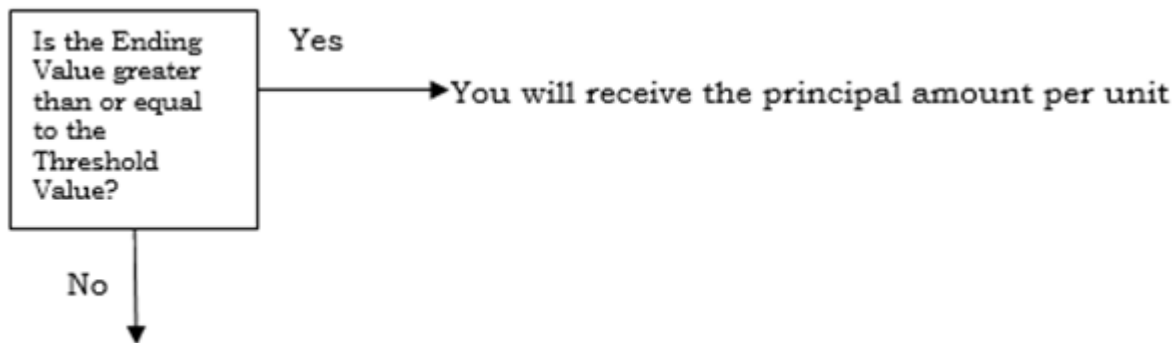 Is the Ending
Value greater
than or equal
to the
Threshold
Value?
Yes
You will receive the principal amount per unit
No